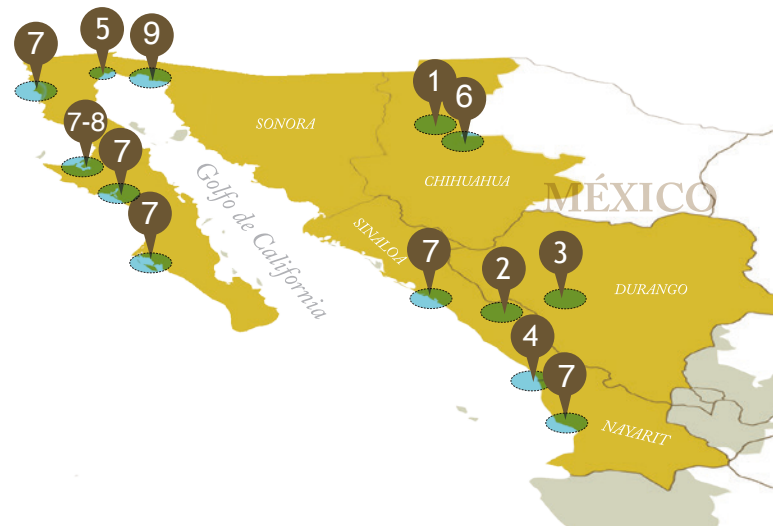 7
5
9
1
6
7-8
7
7
SONORA
CHIHUAHUA
MÉXICO
Golfo de California
SINALOA
7
2
3
DURANGO
4
7
NAYARIT